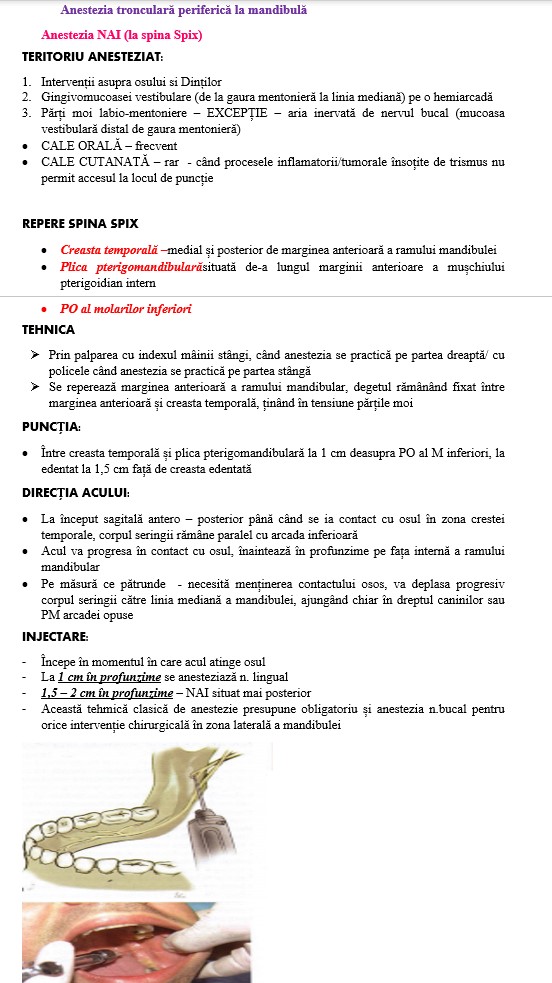 Anestezia tronculară periferică la mandibulă
Anestezia NAI (la spina Spix)
TERITORIU ANESTEZIAT:
1. Intervenții asupra osului si Dinților
2. Gingivomucoasei vestibulare (de la gaura mentonieră la linia mediană) pe o hemiarcadă
3. Părți moi labio-mentoniere – EXCEPȚIE – aria inervată de nervul bucal (mucoasa
vestibulară distal de gaura mentonieră)
• CALE ORALĂ – frecvent
• CALE CUTANATĂ – rar - când procesele inflamatorii/tumorale însoțite de trismus nu
permit accesul la locul de puncție
REPERE SPINA SPIX
• Creasta temporală –medial și posterior de marginea anterioară a ramului mandibulei
• Plica pterigomandibularăsituată de-a lungul marginii anterioare a mușchiului
pterigoidian intern
• PO al molarilor inferiori
TEHNICA
➢ Prin palparea cu indexul mâinii stângi, când anestezia se practică pe partea dreaptă/ cu
policele când anestezia se practică pe partea stângă
➢ Se reperează marginea anterioară a ramului mandibular, degetul rămânând fixat între
marginea anterioară și creasta temporală, ținând în tensiune părțile moi
PUNCȚIA:
• Între creasta temporală și plica pterigomandibulară la 1 cm deasupra PO al M inferiori, la
edentat la 1,5 cm față de creasta edentată
DIRECȚIA ACULUI:
• La început sagitală antero – posterior până când se ia contact cu osul în zona crestei
temporale, corpul seringii rămâne paralel cu arcada inferioară
• Acul va progresa în contact cu osul, înaintează în profunzime pe fața internă a ramului
mandibular
• Pe măsură ce pătrunde - necesită menținerea contactului osos, va deplasa progresiv
corpul seringii către linia mediană a mandibulei, ajungând chiar în dreptul caninilor sau
PM arcadei opuse
INJECTARE:
- Începe în momentul în care acul atinge osul
- La 1 cm în profunzime se anesteziază n. lingual
- 1,5 – 2 cm în profunzime – NAI situat mai posterior
- Această tehmică clasică de anestezie presupune obligatoriu și anestezia n.bucal pentru
orice intervenție chirurgicală în zona laterală a mandibulei